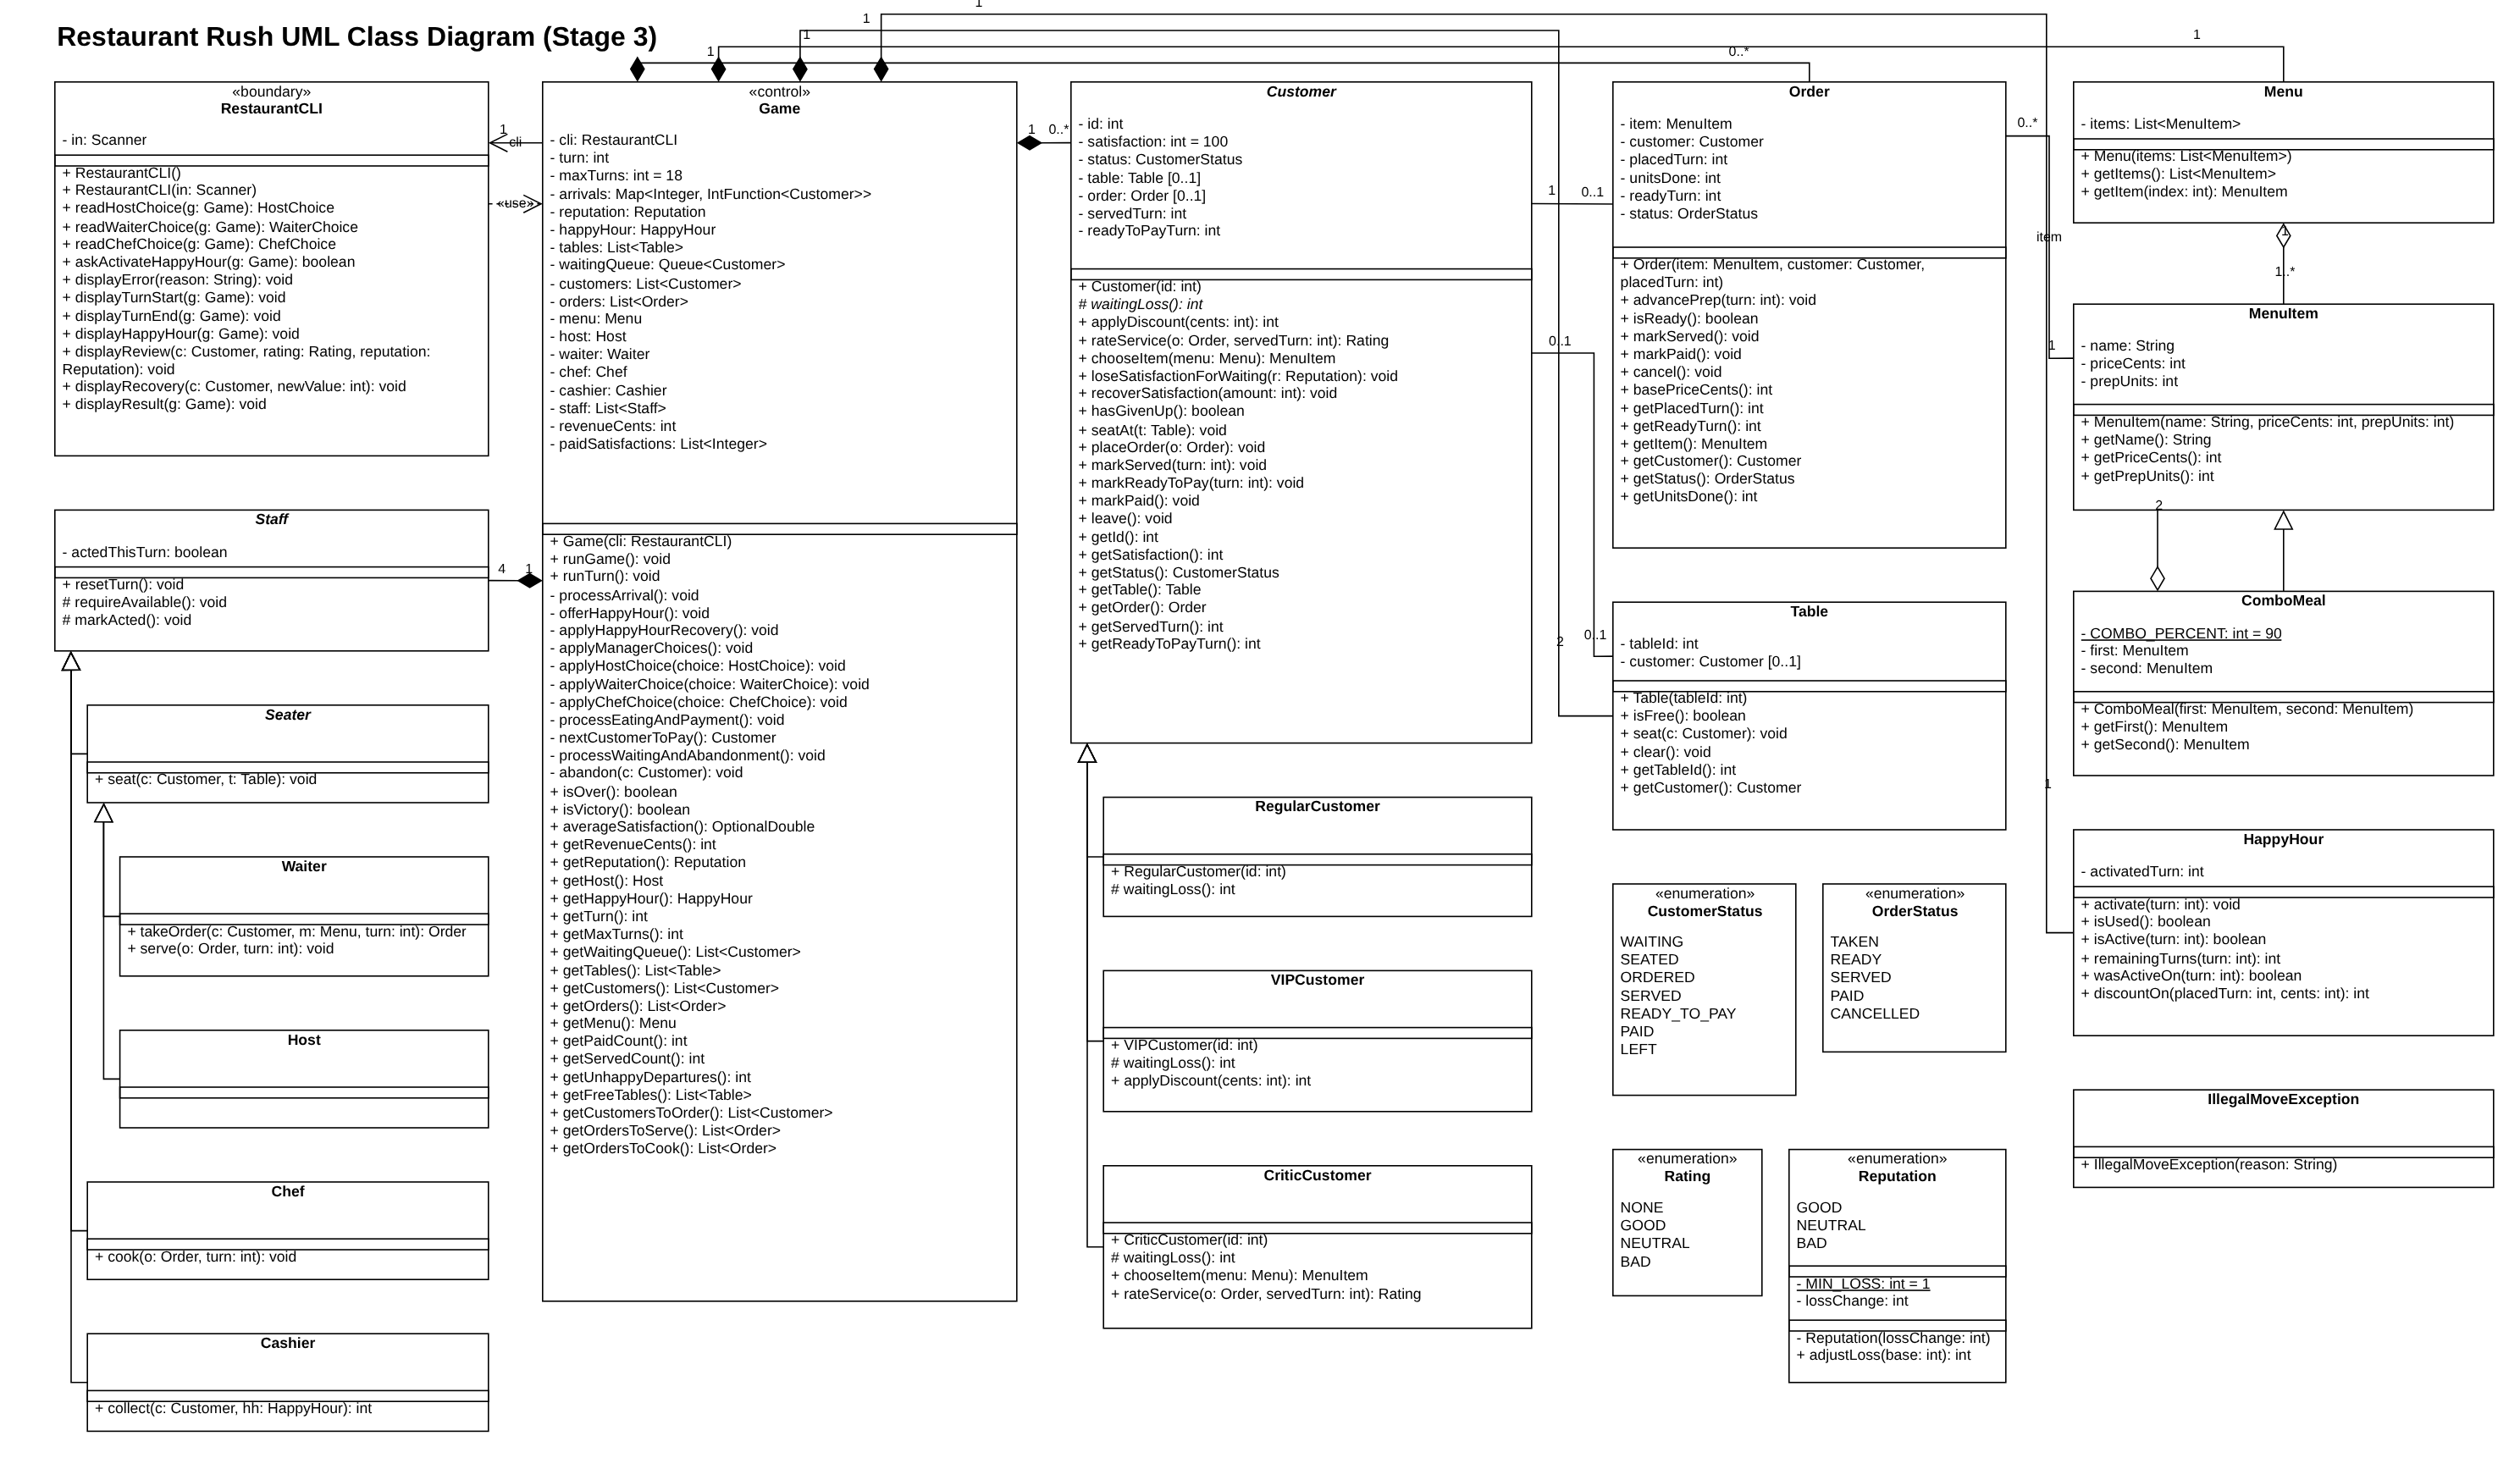 Restaurant Rush UML Class Diagram (Stage 3)
1
1
1
1
0..*
1
«boundary»
RestaurantCLI
- in: Scanner
+ RestaurantCLI()
+ RestaurantCLI(in: Scanner)
+ readHostChoice(g: Game): HostChoice
+ readWaiterChoice(g: Game): WaiterChoice
+ readChefChoice(g: Game): ChefChoice
+ askActivateHappyHour(g: Game): boolean
+ displayError(reason: String): void
+ displayTurnStart(g: Game): void
+ displayTurnEnd(g: Game): void
+ displayHappyHour(g: Game): void
+ displayReview(c: Customer, rating: Rating, reputation:
Reputation): void
+ displayRecovery(c: Customer, newValue: int): void
+ displayResult(g: Game): void
1
cli
«use»
Staff
- actedThisTurn: boolean
+ resetTurn(): void
# requireAvailable(): void
# markActed(): void
4
1
Seater
+ seat(c: Customer, t: Table): void
Waiter
+ takeOrder(c: Customer, m: Menu, turn: int): Order
+ serve(o: Order, turn: int): void
Host
Chef
+ cook(o: Order, turn: int): void
Cashier
+ collect(c: Customer, hh: HappyHour): int
«control»
Game
- cli: RestaurantCLI
- turn: int
- maxTurns: int = 18
- arrivals: Map<Integer, IntFunction<Customer>>
- reputation: Reputation
- happyHour: HappyHour
- tables: List<Table>
- waitingQueue: Queue<Customer>
- customers: List<Customer>
- orders: List<Order>
- menu: Menu
- host: Host
- waiter: Waiter
- chef: Chef
- cashier: Cashier
- staff: List<Staff>
- revenueCents: int
- paidSatisfactions: List<Integer>
+ Game(cli: RestaurantCLI)
+ runGame(): void
+ runTurn(): void
- processArrival(): void
- offerHappyHour(): void
- applyHappyHourRecovery(): void
- applyManagerChoices(): void
- applyHostChoice(choice: HostChoice): void
- applyWaiterChoice(choice: WaiterChoice): void
- applyChefChoice(choice: ChefChoice): void
- processEatingAndPayment(): void
- nextCustomerToPay(): Customer
- processWaitingAndAbandonment(): void
- abandon(c: Customer): void
+ isOver(): boolean
+ isVictory(): boolean
+ averageSatisfaction(): OptionalDouble
+ getRevenueCents(): int
+ getReputation(): Reputation
+ getHost(): Host
+ getHappyHour(): HappyHour
+ getTurn(): int
+ getMaxTurns(): int
+ getWaitingQueue(): List<Customer>
+ getTables(): List<Table>
+ getCustomers(): List<Customer>
+ getOrders(): List<Order>
+ getMenu(): Menu
+ getPaidCount(): int
+ getServedCount(): int
+ getUnhappyDepartures(): int
+ getFreeTables(): List<Table>
+ getCustomersToOrder(): List<Customer>
+ getOrdersToServe(): List<Order>
+ getOrdersToCook(): List<Order>
1
0..*
Customer
- id: int
- satisfaction: int = 100
- status: CustomerStatus
- table: Table [0..1]
- order: Order [0..1]
- servedTurn: int
- readyToPayTurn: int
+ Customer(id: int)
# waitingLoss(): int
+ applyDiscount(cents: int): int
+ rateService(o: Order, servedTurn: int): Rating
+ chooseItem(menu: Menu): MenuItem
+ loseSatisfactionForWaiting(r: Reputation): void
+ recoverSatisfaction(amount: int): void
+ hasGivenUp(): boolean
+ seatAt(t: Table): void
+ placeOrder(o: Order): void
+ markServed(turn: int): void
+ markReadyToPay(turn: int): void
+ markPaid(): void
+ leave(): void
+ getId(): int
+ getSatisfaction(): int
+ getStatus(): CustomerStatus
+ getTable(): Table
+ getOrder(): Order
+ getServedTurn(): int
+ getReadyToPayTurn(): int
RegularCustomer
+ RegularCustomer(id: int)
# waitingLoss(): int
VIPCustomer
+ VIPCustomer(id: int)
# waitingLoss(): int
+ applyDiscount(cents: int): int
CriticCustomer
+ CriticCustomer(id: int)
# waitingLoss(): int
+ chooseItem(menu: Menu): MenuItem
+ rateService(o: Order, servedTurn: int): Rating
1
0..1
0..1
2
0..1
Order
- item: MenuItem
- customer: Customer
- placedTurn: int
- unitsDone: int
- readyTurn: int
- status: OrderStatus
+ Order(item: MenuItem, customer: Customer,
placedTurn: int)
+ advancePrep(turn: int): void
+ isReady(): boolean
+ markServed(): void
+ markPaid(): void
+ cancel(): void
+ basePriceCents(): int
+ getPlacedTurn(): int
+ getReadyTurn(): int
+ getItem(): MenuItem
+ getCustomer(): Customer
+ getStatus(): OrderStatus
+ getUnitsDone(): int
Table
- tableId: int
- customer: Customer [0..1]
+ Table(tableId: int)
+ isFree(): boolean
+ seat(c: Customer): void
+ clear(): void
+ getTableId(): int
+ getCustomer(): Customer
«enumeration»
CustomerStatus
WAITING
SEATED
ORDERED
SERVED
READY_TO_PAY
PAID
LEFT
«enumeration»
OrderStatus
TAKEN
READY
SERVED
PAID
CANCELLED
«enumeration»
Rating
NONE
GOOD
NEUTRAL
BAD
«enumeration»
Reputation
GOOD
NEUTRAL
BAD
- MIN_LOSS: int = 1
- lossChange: int
- Reputation(lossChange: int)
+ adjustLoss(base: int): int
0..*
item
1
1
Menu
- items: List<MenuItem>
+ Menu(items: List<MenuItem>)
+ getItems(): List<MenuItem>
+ getItem(index: int): MenuItem
1
1..*
MenuItem
- name: String
- priceCents: int
- prepUnits: int
+ MenuItem(name: String, priceCents: int, prepUnits: int)
+ getName(): String
+ getPriceCents(): int
+ getPrepUnits(): int
2
ComboMeal
- COMBO_PERCENT: int = 90
- first: MenuItem
- second: MenuItem
+ ComboMeal(first: MenuItem, second: MenuItem)
+ getFirst(): MenuItem
+ getSecond(): MenuItem
HappyHour
- activatedTurn: int
+ activate(turn: int): void
+ isUsed(): boolean
+ isActive(turn: int): boolean
+ remainingTurns(turn: int): int
+ wasActiveOn(turn: int): boolean
+ discountOn(placedTurn: int, cents: int): int
IllegalMoveException
+ IllegalMoveException(reason: String)